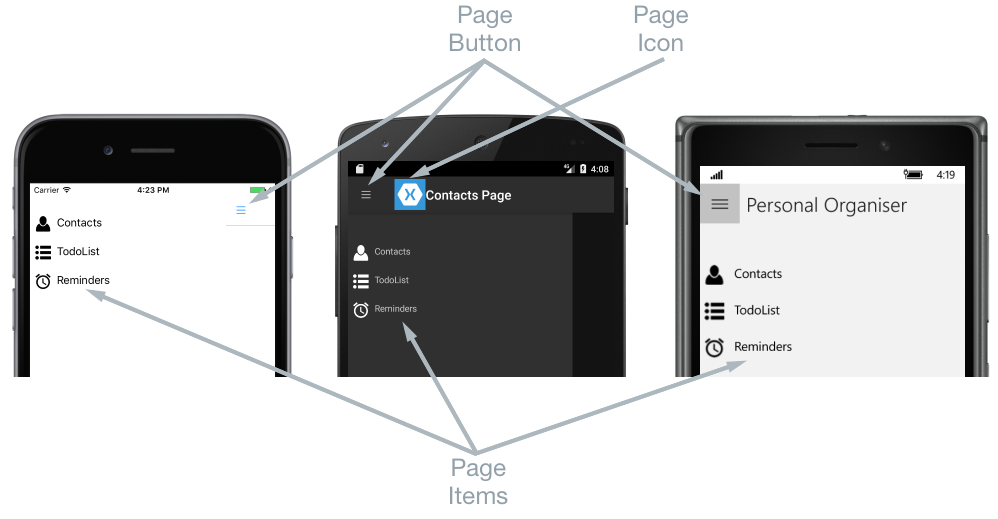 Page
Button
Page
Icon
Carrier
4:23 PM
Contacts
TodoList
Reminders
4G
4:08
Contacts Page
Contacts
TodoList
Reminders
4:19
Personal Organiser
Contacts
TodoList
Reminders
Page
Items